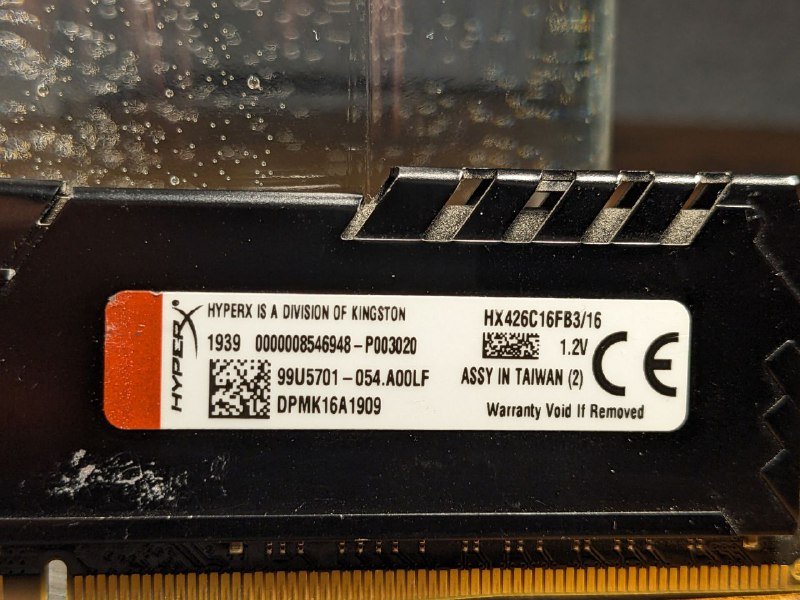 HYPERX
HYPERX IS A DIVISION OF KINGSTON
1939 0000008546948-P003020
99U5701-054.A00LF
DPMK16A1909
HX426C16FB3/16
1.2V
CE
ASSY IN TAIWAN (2)
Warranty Void If Removed